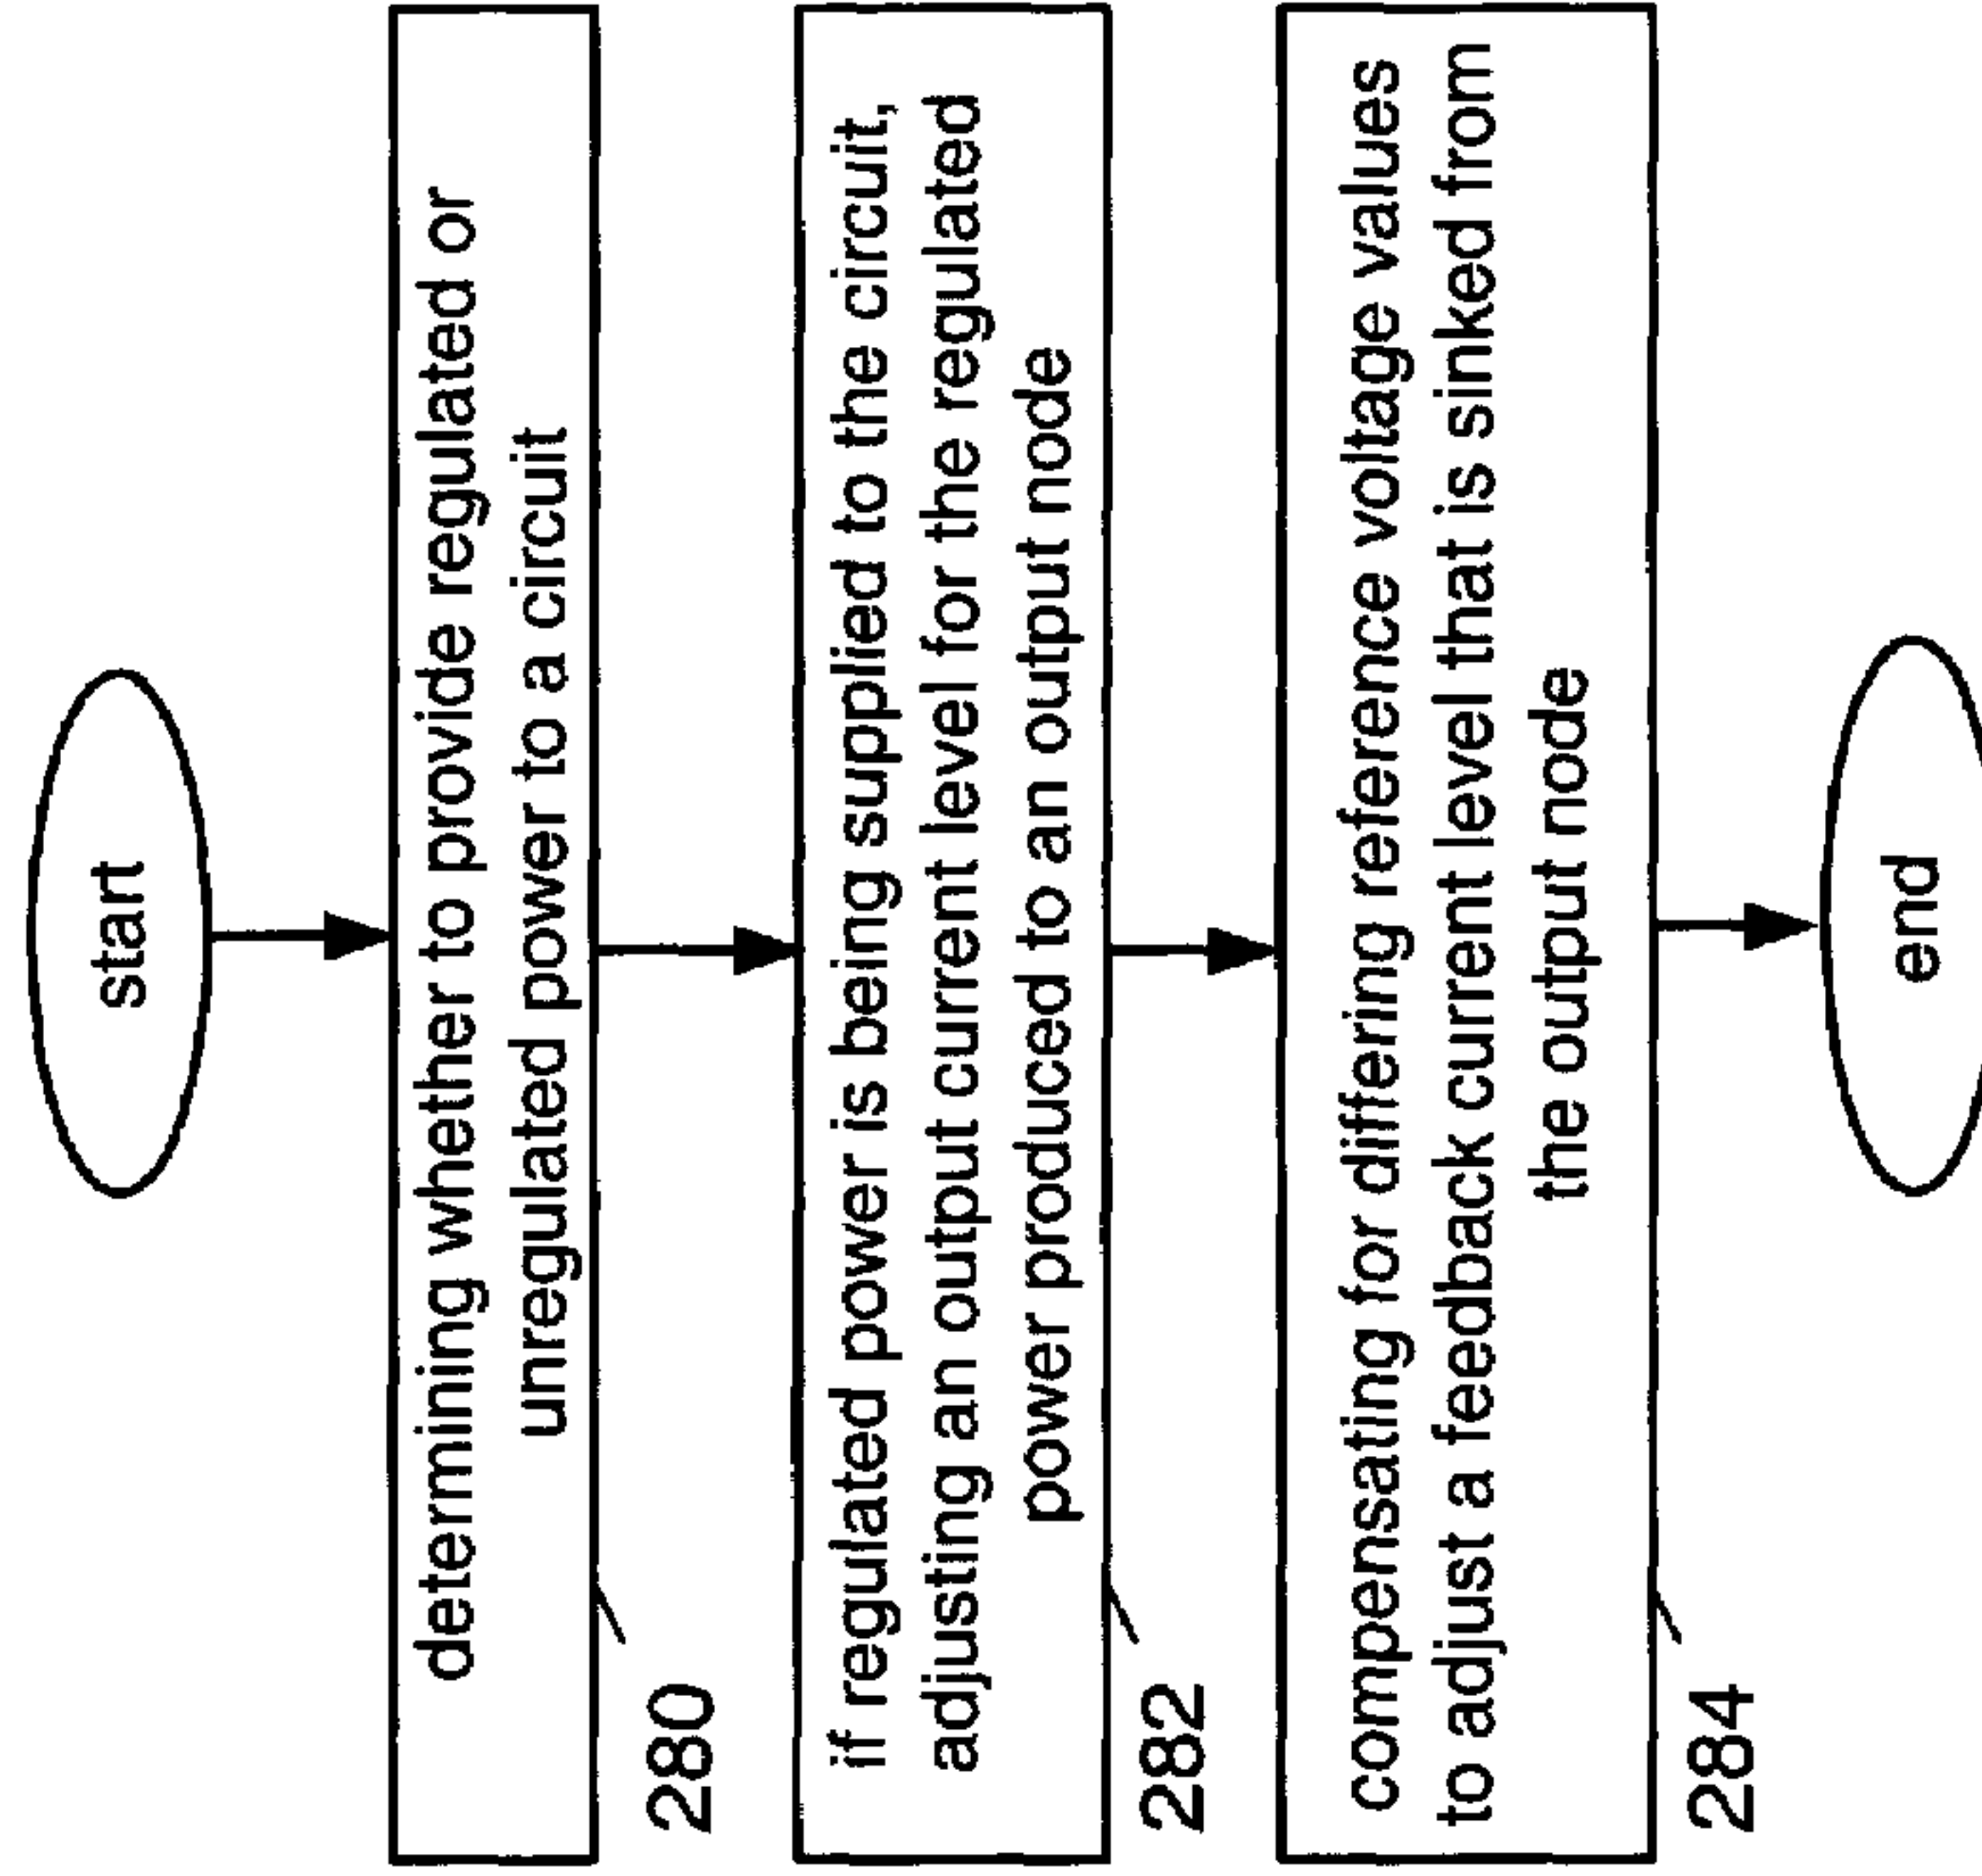 start
determining whether to provide regulated or
unregulated power to a circuit
280
if regulated power is being supplied to the circuit,
adjusting an output current level for the regulated
power produced to an output node
282
compensating for differing reference voltage values
to adjust a feedback current level that is sinked from
the output node
284
end